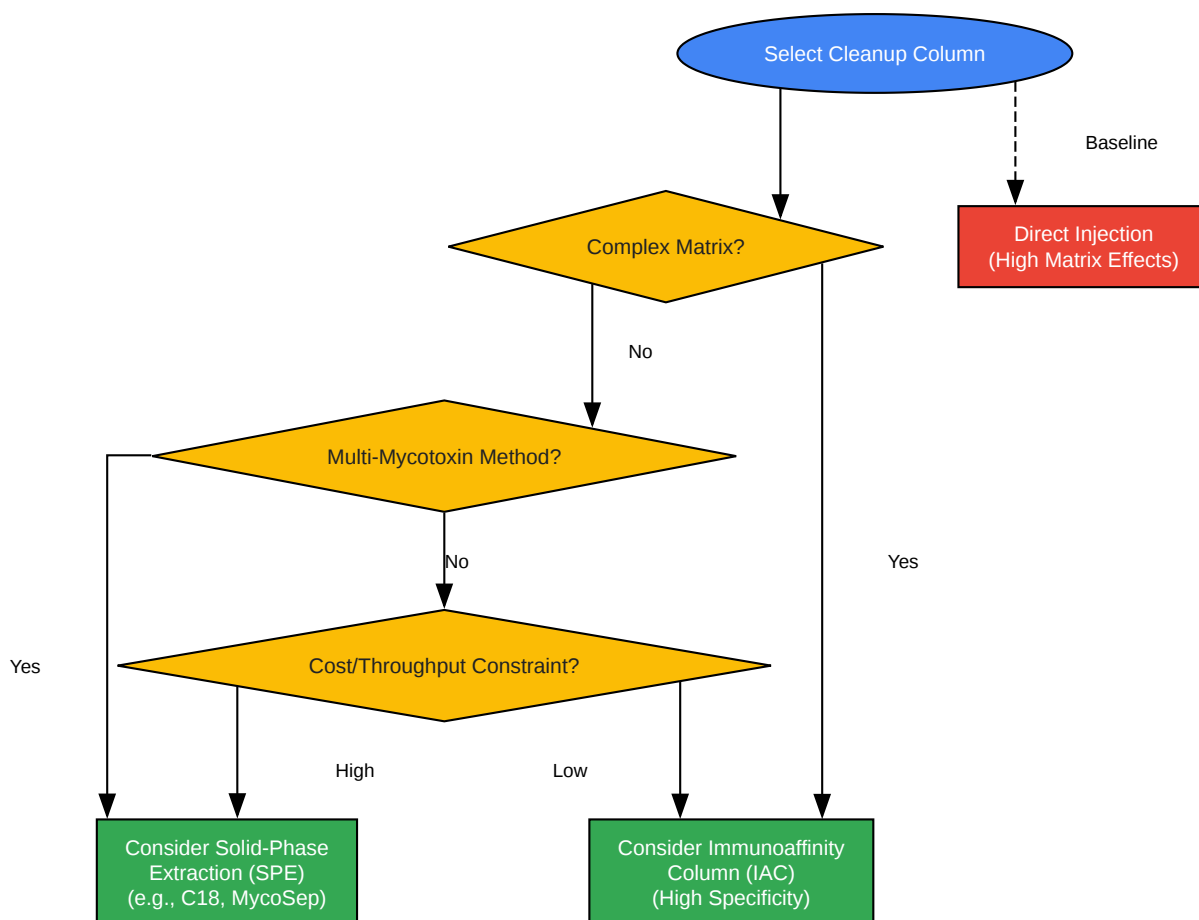 Select Cleanup Column
Baseline
Direct Injection
(High Matrix Effects)
Complex Matrix?
No
Multi-Mycotoxin Method?
No
Yes
Yes
Cost/Throughput Constraint?
High
Low
Consider Solid-Phase
Extraction (SPE)
(e.g., C18, MycoSep)
Consider Immunoaffinity
Column (IAC)
(High Specificity)